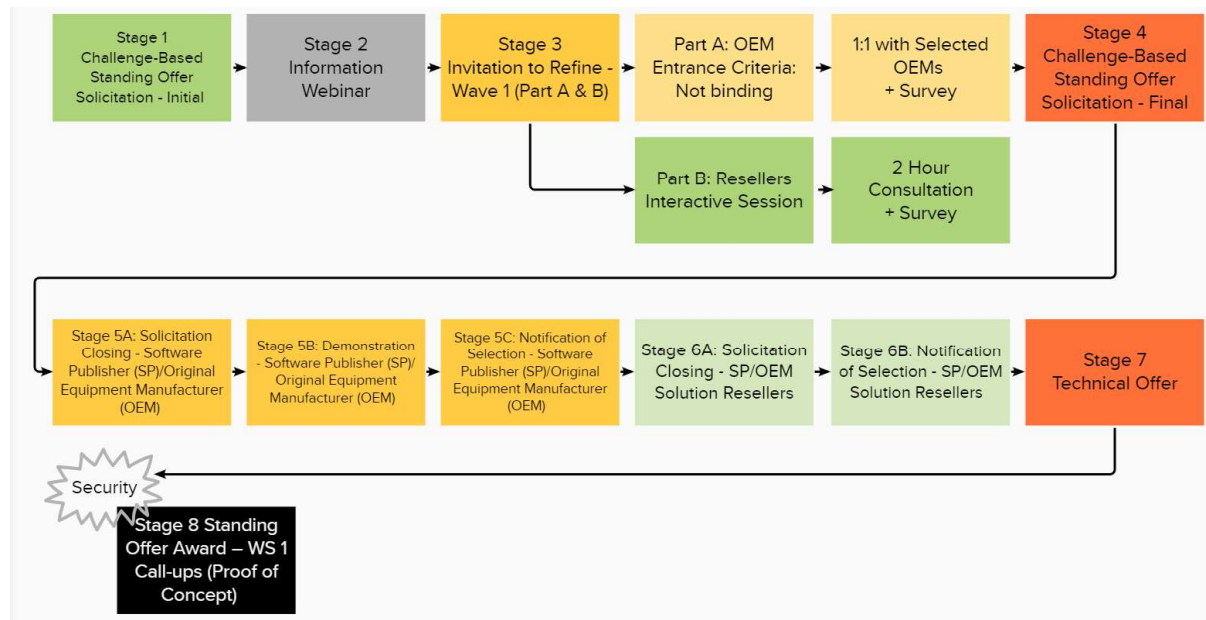 Stage 1
Challenge-Based
Standing Offer
Solicitation - Initial
Stage 2
Information
Webinar
Stage 3
Invitation to Refine -
Wave 1 (Part A & B)
Part A: OEM
Entrance Criteria:
Not binding
1:1 with Selected
OEMs
+ Survey
Stage 4
Challenge-Based
Standing Offer
Solicitation - Final
Part B: Resellers
Interactive Session
2 Hour
Consultation
+ Survey
Stage 5A: Solicitation
Closing - Software
Publisher (SP)/Original
Equipment Manufacturer
(OEM)
Stage 5B: Demonstration
- Software Publisher (SP)/
Original Equipment
Manufacturer (OEM)
Stage 5C: Notification of
Selection - Software
Publisher (SP)/Original
Equipment Manufacturer
(OEM)
Stage 6A: Solicitation
Closing - SP/OEM
Solution Resellers
Stage 6B: Notification
of Selection - SP/OEM
Solution Resellers
Stage 7
Technical Offer
Security
Stage 8 Standing
Offer Award – WS 1
Call-ups (Proof of
Concept)